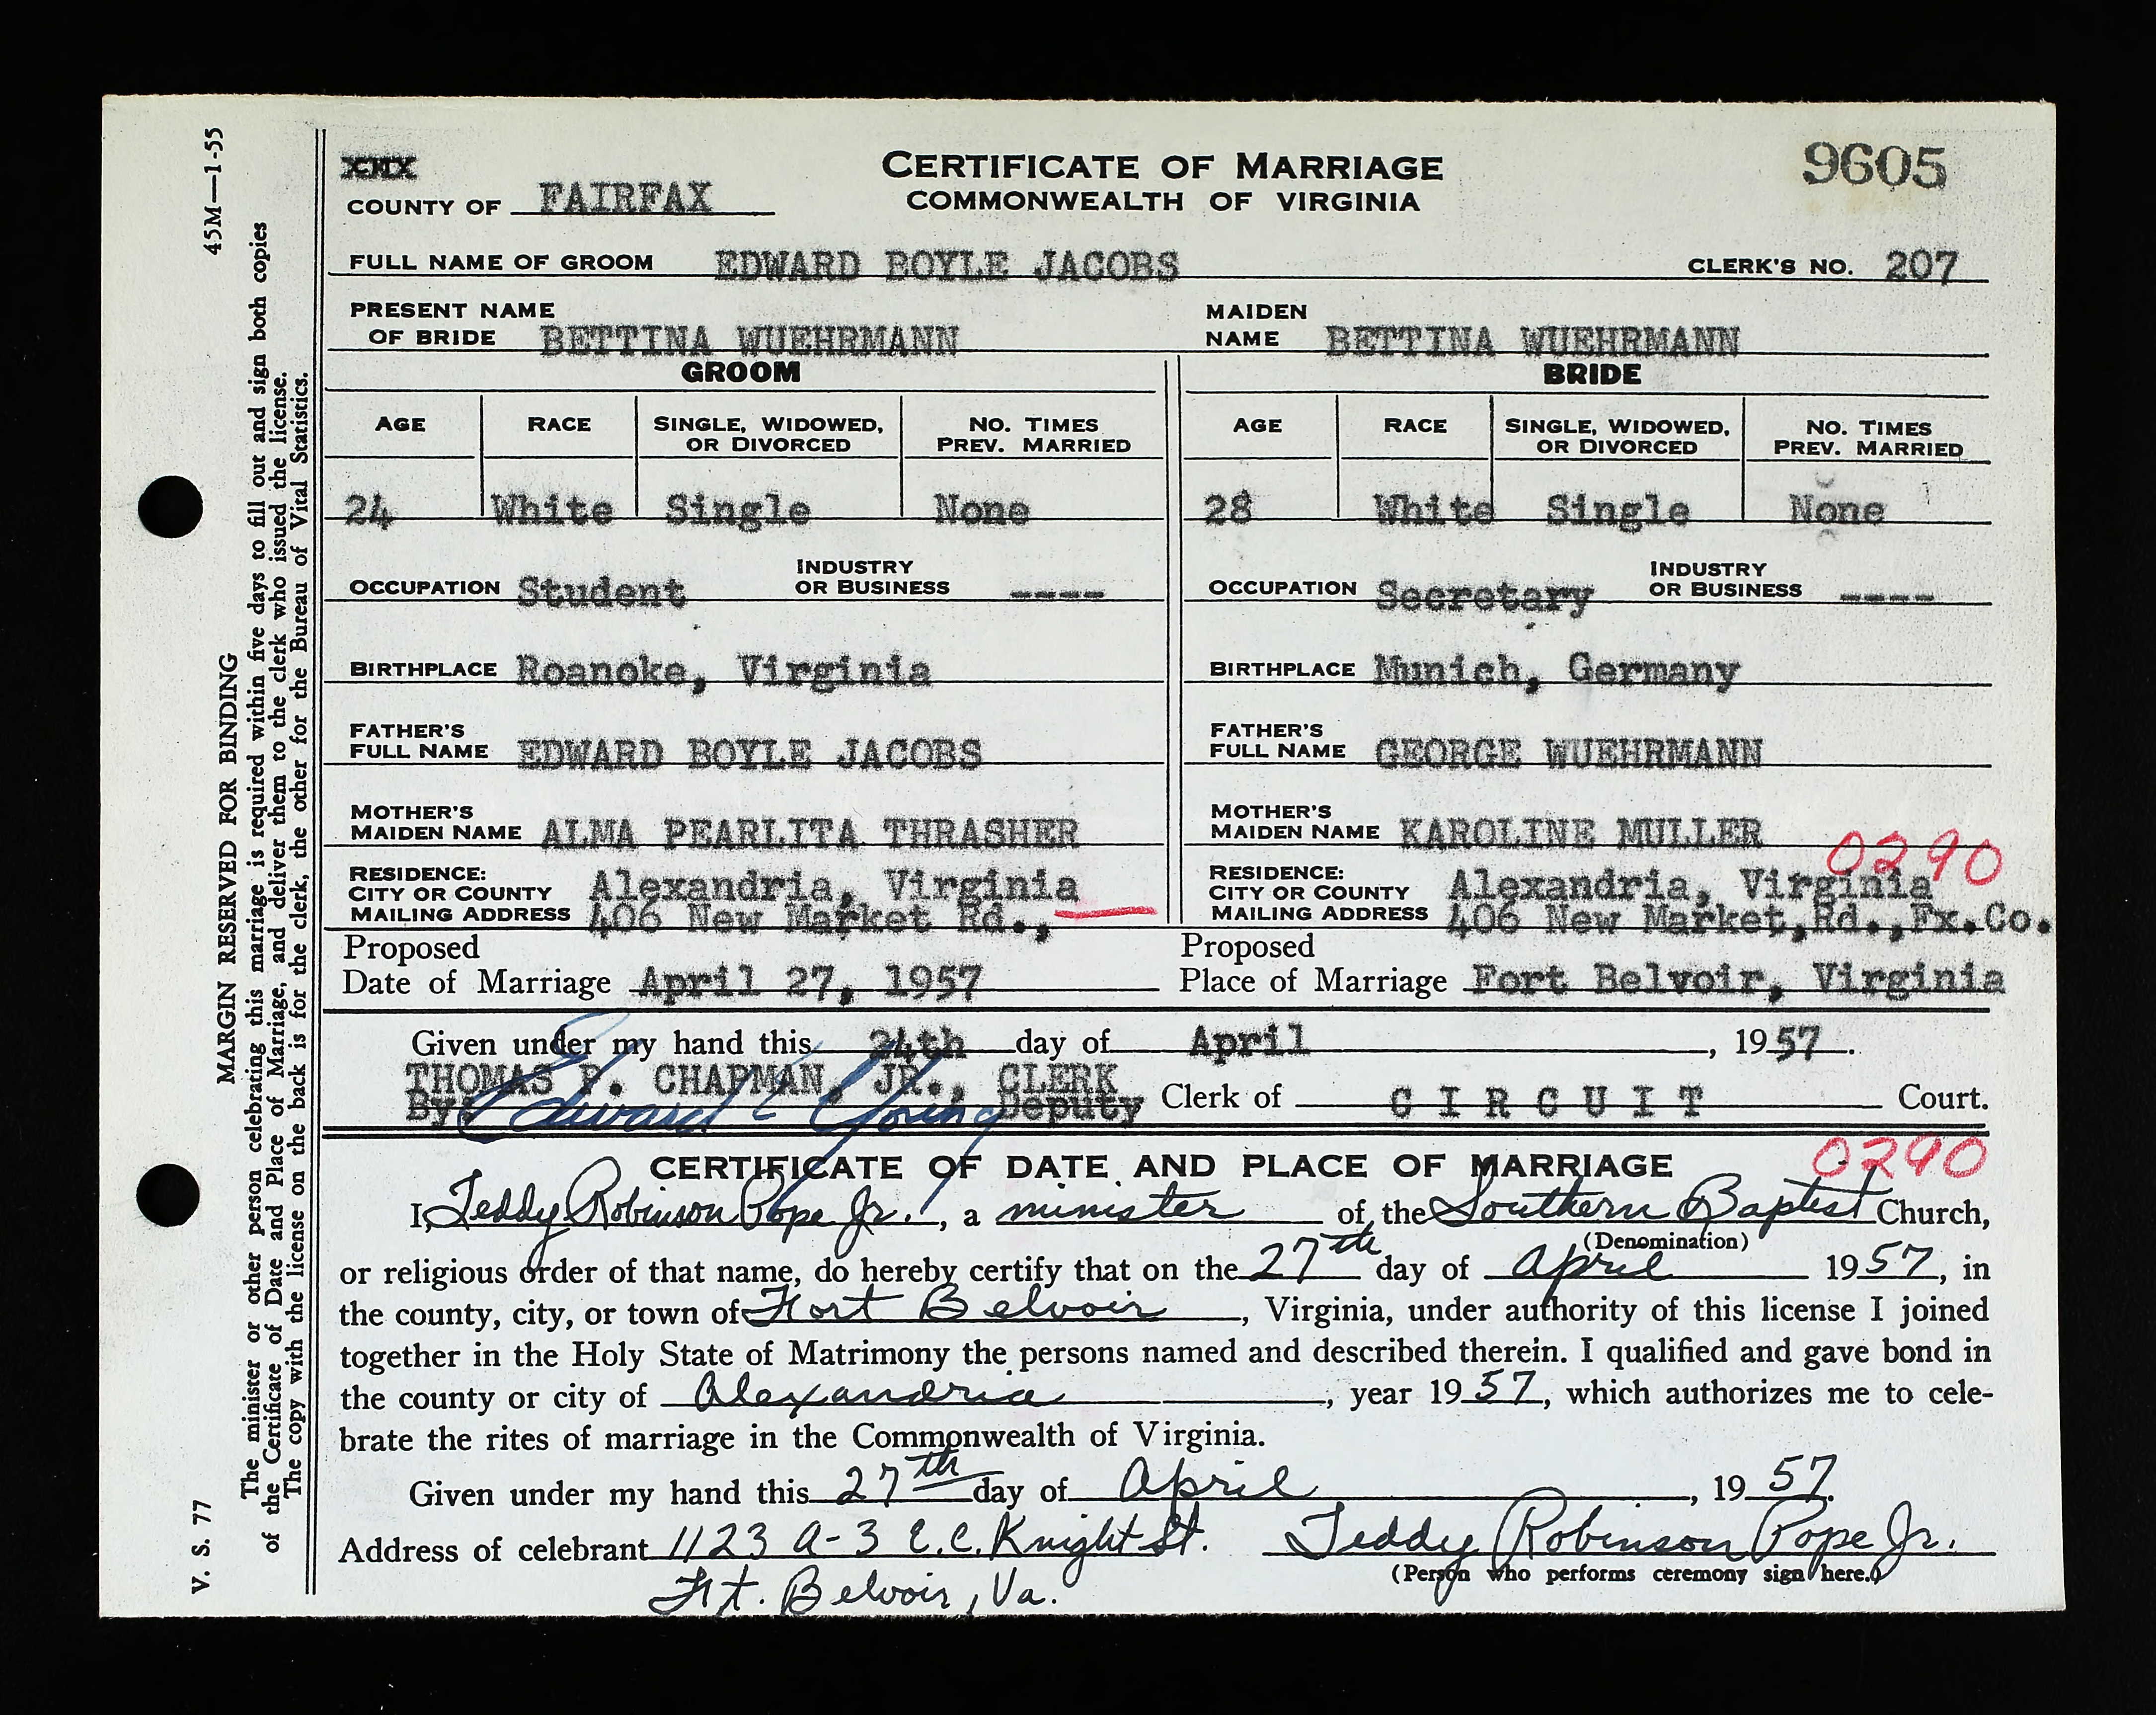 45M—1-55
MARGIN RESERVED FOR BINDING
The minister or other person celebrating this marriage is required within five days to fill out and sign both copies
of the Certificate of Date and Place of Marriage, and deliver them to the clerk who issued the license.
The copy with the license on the back is for the clerk, the other for the Bureau of Vital Statistics.
V. S. 77
XXX
CERTIFICATE OF MARRIAGE
9605
COUNTY OF FAIRFAX
COMMONWEALTH OF VIRGINIA
FULL NAME OF GROOM EDWARD BOYLE JACOBS CLERK'S NO. 207
PRESENT NAME
OF BRIDE BETTINA WUEHRMANN
MAIDEN
NAME BETTINA WUEHRMANN
GROOM
AGE RACE SINGLE, WIDOWED, NO. TIMES
OR DIVORCED PREV. MARRIED
24 White Single None
OCCUPATION Student INDUSTRY
OR BUSINESS ----
BIRTHPLACE Roanoke, Virginia
FATHER'S
FULL NAME EDWARD BOYLE JACOBS
MOTHER'S
MAIDEN NAME ALMA PEARLITA THRASHER
RESIDENCE:
CITY OR COUNTY Alexandria, Virginia
MAILING ADDRESS 406 New Market Rd.,
BRIDE
AGE RACE SINGLE, WIDOWED, NO. TIMES
OR DIVORCED PREV. MARRIED
28 White Single None
OCCUPATION Secretary INDUSTRY
OR BUSINESS ----
BIRTHPLACE Munich, Germany
FATHER'S
FULL NAME GEORGE WUEHRMANN
MOTHER'S
MAIDEN NAME KAROLINE MULLER
0290
RESIDENCE:
CITY OR COUNTY Alexandria, Virginia
MAILING ADDRESS 406 New Market,Rd.,Fx.Co.
Proposed
Date of Marriage April 27, 1957
Proposed
Place of Marriage Fort Belvoir, Virginia
Given under my hand this 24th day of April, 1957.
THOMAS P. CHAPMAN, JR., CLERK
By: Edward E Young Deputy Clerk of CIRCUIT Court.
CERTIFICATE OF DATE AND PLACE OF MARRIAGE
0290
I, Teddy Robinson Pope Jr., a minister of the Southern Baptist Church,
(Denomination)
or religious order of that name, do hereby certify that on the 27th day of April 1957, in
the county, city, or town of Fort Belvoir, Virginia, under authority of this license I joined
together in the Holy State of Matrimony the persons named and described therein. I qualified and gave bond in
the county or city of Alexandria, year 1957, which authorizes me to cele-
brate the rites of marriage in the Commonwealth of Virginia.
Given under my hand this 27th day of April, 1957.
Address of celebrant 1123 A-3 E.C. Knight St. Teddy Robinson Pope Jr.
(Person who performs ceremony sign here.)
Ft. Belvoir, Va.